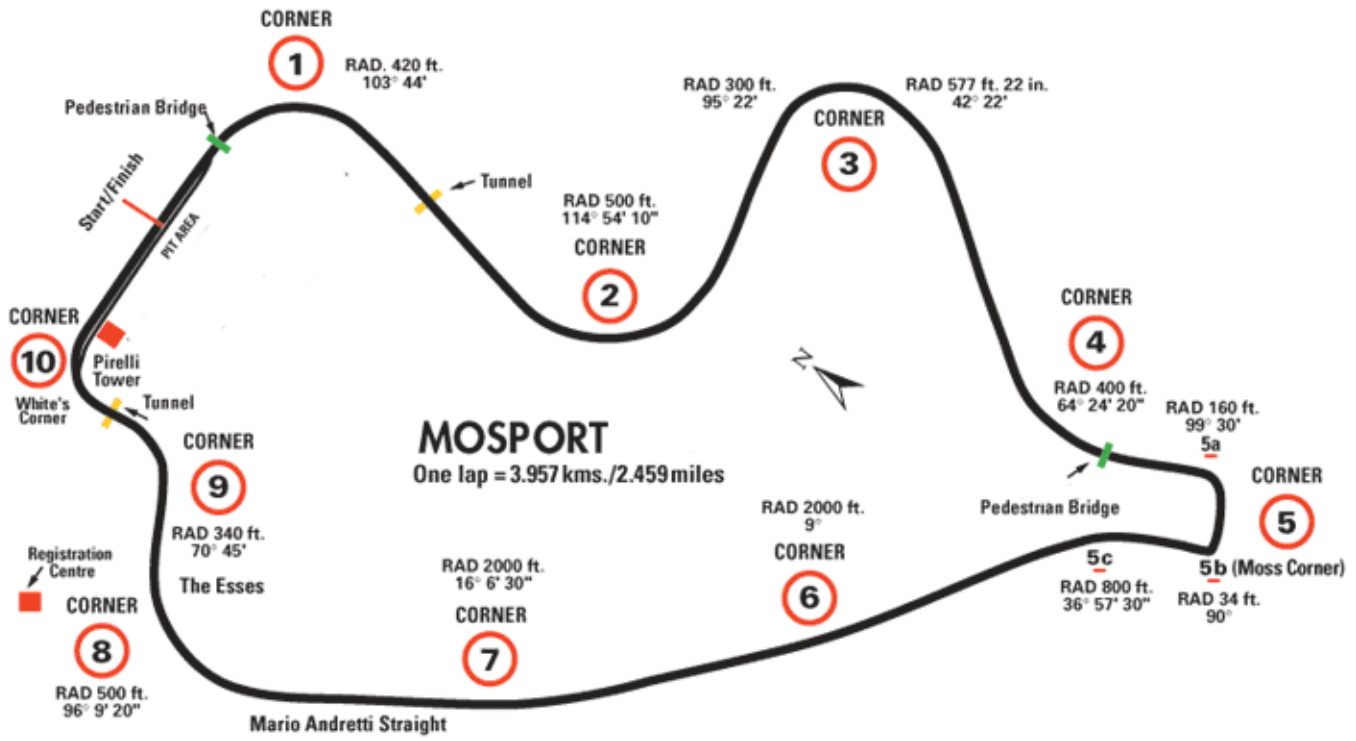 CORNER
1
RAD. 420 ft.
103° 44'
Pedestrian Bridge
Start/Finish
PIT AREA
Tunnel
RAD 500 ft.
114° 54' 10"
CORNER
2
RAD 300 ft.
95° 22'
RAD 577 ft. 22 in.
42° 22'
CORNER
3
CORNER
4
RAD 400 ft.
64° 24' 20"
RAD 160 ft.
99° 30'
5a
CORNER
5
5b (Moss Corner)
RAD 34 ft.
90°
Pedestrian Bridge
5c
RAD 800 ft.
36° 57' 30"
N
CORNER
10
White's
Corner
Pirelli
Tower
Tunnel
MOSPORT
One lap = 3.957 kms./2.459 miles
CORNER
9
RAD 340 ft.
70° 45'
The Esses
RAD 2000 ft.
9°
CORNER
6
RAD 2000 ft.
16° 6' 30"
CORNER
7
Registration
Centre
CORNER
8
RAD 500 ft.
96° 9' 20"
Mario Andretti Straight